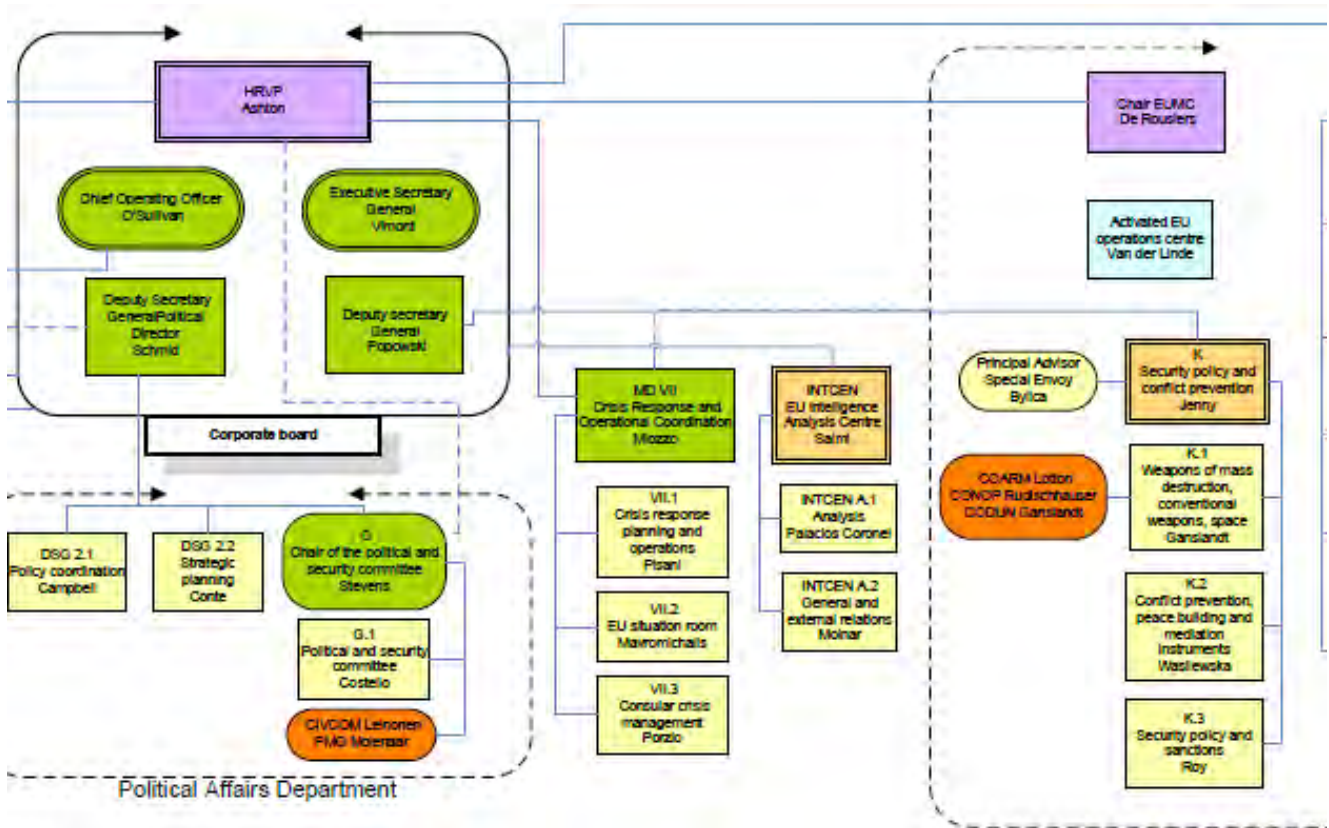 HRVP
Ashton
Chair EUMC
De Rousiers
Chief Operating Officer
O'Sullivan
Executive Secretary
General
Vimont
Activated EU
operations centre
Van der Linde
Deputy Secretary
GeneralPolitical
Director
Schmid
Deputy secretary
General
Popowski
Corporate board
MD VII
Crisis Response and
Operational Coordination
Miozzo
INTCEN
EU Intelligence
Analysis Centre
Salmi
Principal Advisor
Special Envoy
Bylica
K
Security policy and
conflict prevention
Jenny
DSG 2.1
Policy coordination
Campbell
DSG 2.2
Strategic
planning
Conte
G
Chair of the political and
security committee
Stevens
G.1
Political and security
committee
Costello
CIVCOM Leinonen
PMG Molenaar
VII.1
Crisis response
planning and
operations
Pisani
VII.2
EU situation room
Mavromichalis
VII.3
Consular crisis
management
Porzio
INTCEN A.1
Analysis
Palacios Coronel
INTCEN A.2
General and
external relations
Molnar
COARM Lotton
CONOP Rudischhauser
CODUN Ganslandt
K.1
Weapons of mass
destruction,
conventional
weapons, space
Ganslandt
K.2
Conflict prevention,
peace building and
mediation
instruments
Wasilewska
K.3
Security policy and
sanctions
Roy
Political Affairs Department